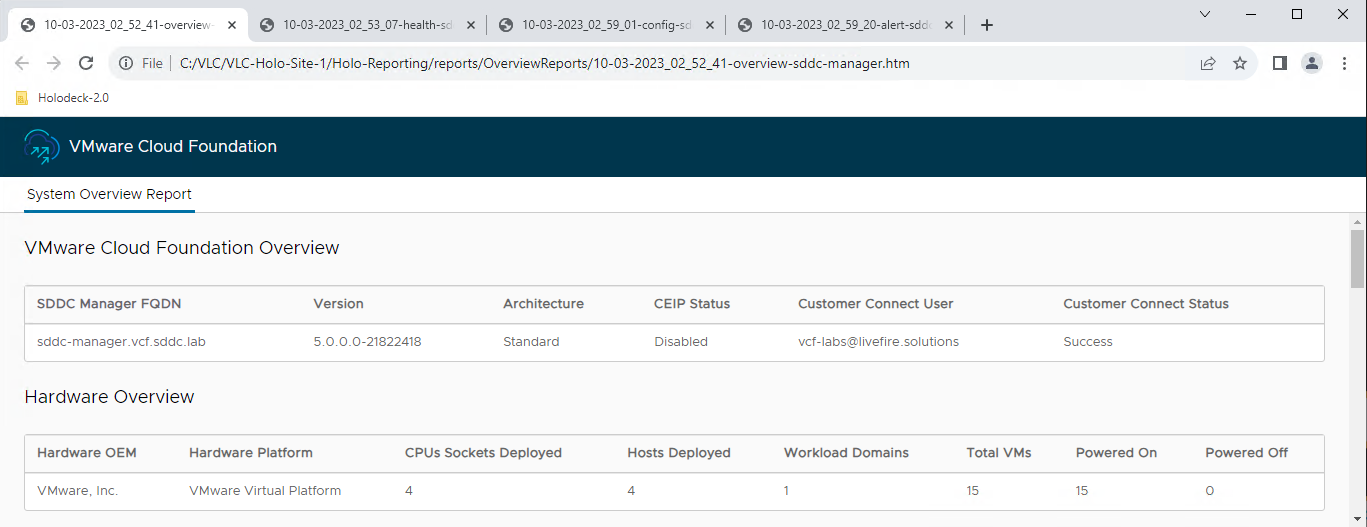 10-03-2023_02_52_41-overview- 10-03-2023_02_53_07-health-sd 10-03-2023_02_59_01-config-sd 10-03-2023_02_59_20-alert-sddc
File C:/VLC/VLC-Holo-Site-1/Holo-Reporting/reports/OverviewReports/10-03-2023_02_52_41-overview-sddc-manager.htm
Holodeck-2.0
VMware Cloud Foundation
System Overview Report
VMware Cloud Foundation Overview
SDDC Manager FQDN Version Architecture CEIP Status Customer Connect User Customer Connect Status
sddc-manager.vcf.sddc.lab 5.0.0.0-21822418 Standard Disabled vcf-labs@livefire.solutions Success
Hardware Overview
Hardware OEM Hardware Platform CPUs Sockets Deployed Hosts Deployed Workload Domains Total VMs Powered On Powered Off
VMware, Inc. VMware Virtual Platform 4 4 1 15 15 0